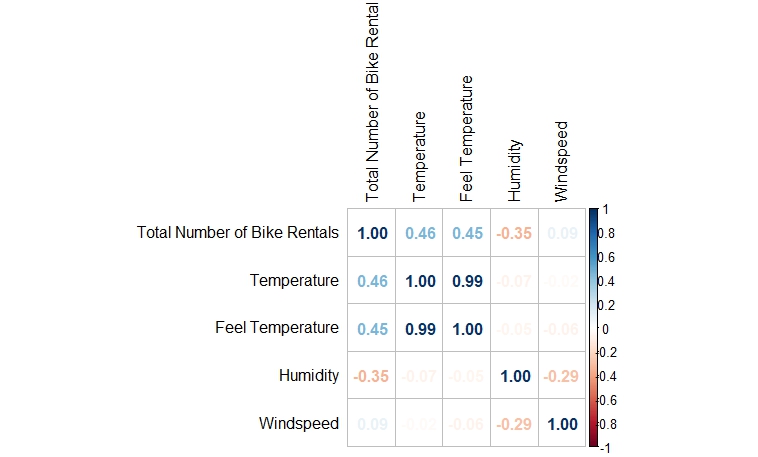 Total Number of Bike Rental
Temperature
Feel Temperature
Humidity
Windspeed
Total Number of Bike Rentals 1.00 0.46 0.45 -0.35 0.09
Temperature 0.46 1.00 0.99 -0.07 -0.02
Feel Temperature 0.45 0.99 1.00 -0.05 -0.06
Humidity -0.35 -0.07 -0.05 1.00 -0.29
Windspeed 0.09 -0.02 -0.06 -0.29 1.00
1
0.8
0.6
0.4
0.2
0
-0.2
-0.4
-0.6
-0.8
-1